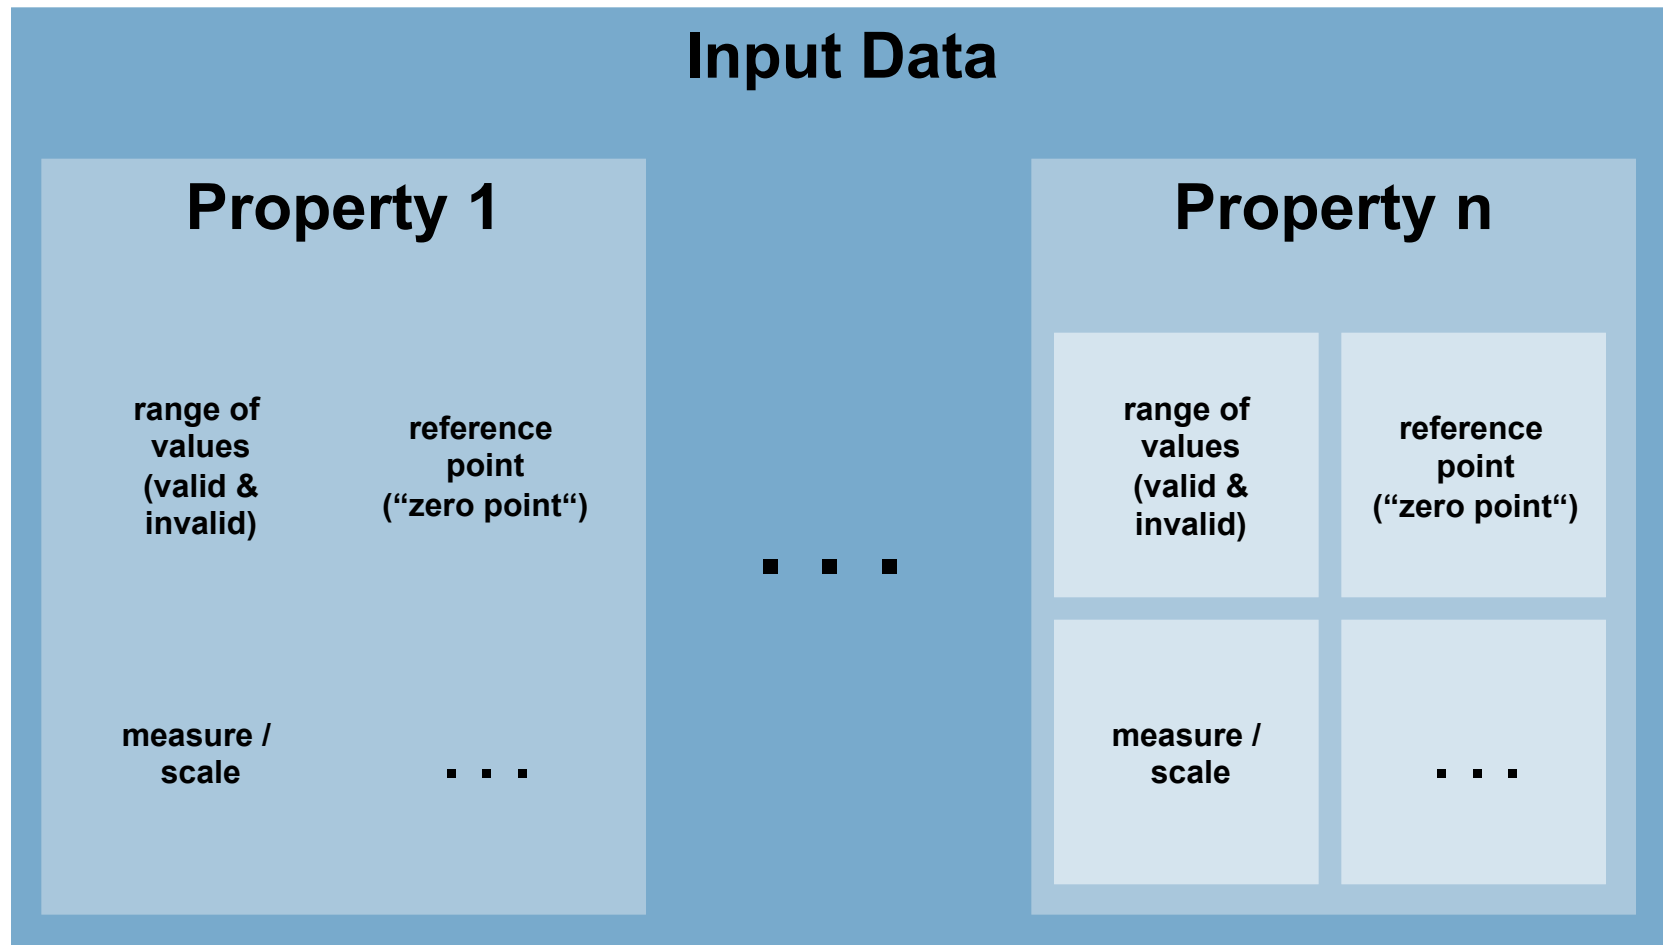 Input Data
Property 1
range of
values
(valid &
invalid)
reference
point
(“zero point“)
measure /
scale
. . .
. . .
Property n
range of
values
(valid &
invalid)
reference
point
(“zero point“)
measure /
scale
. . .